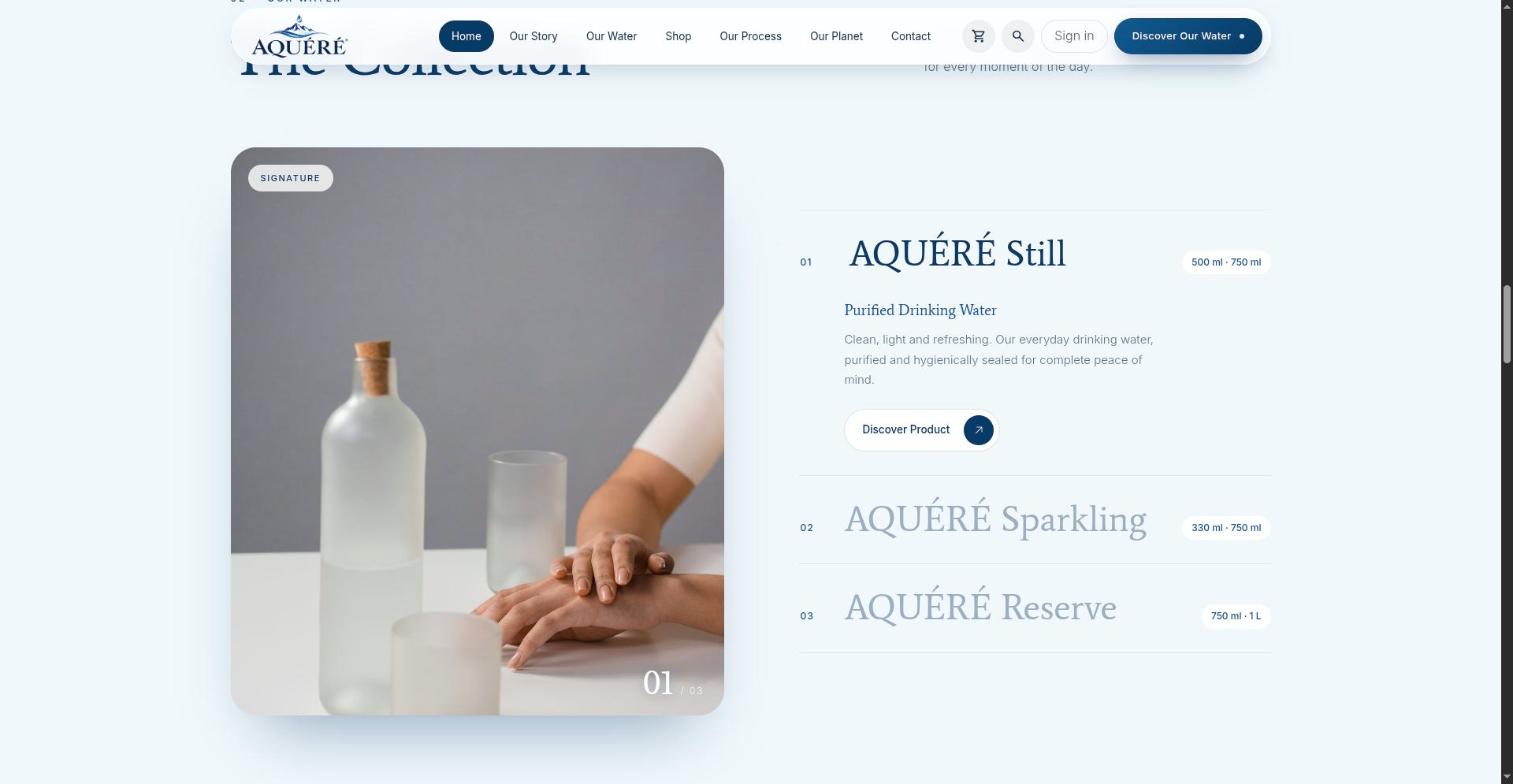 AQUÉRÉ
Home
Our Story
Our Water
Shop
Our Process
Our Planet
Contact
Sign in
Discover Our Water
The Collection
for every moment of the day.
SIGNATURE
01 / 03
01
AQUÉRÉ Still
500 ml · 750 ml
Purified Drinking Water
Clean, light and refreshing. Our everyday drinking water,
purified and hygienically sealed for complete peace of
mind.
Discover Product
02
AQUÉRÉ Sparkling
330 ml · 750 ml
03
AQUÉRÉ Reserve
750 ml · 1 L